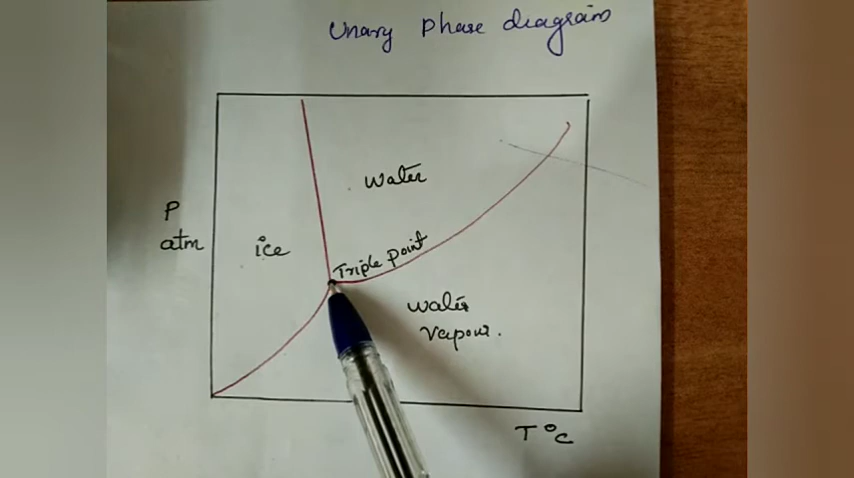 Unary Phase diagram
water
P
atm
ice
Triple point
water
vapour.
T°C